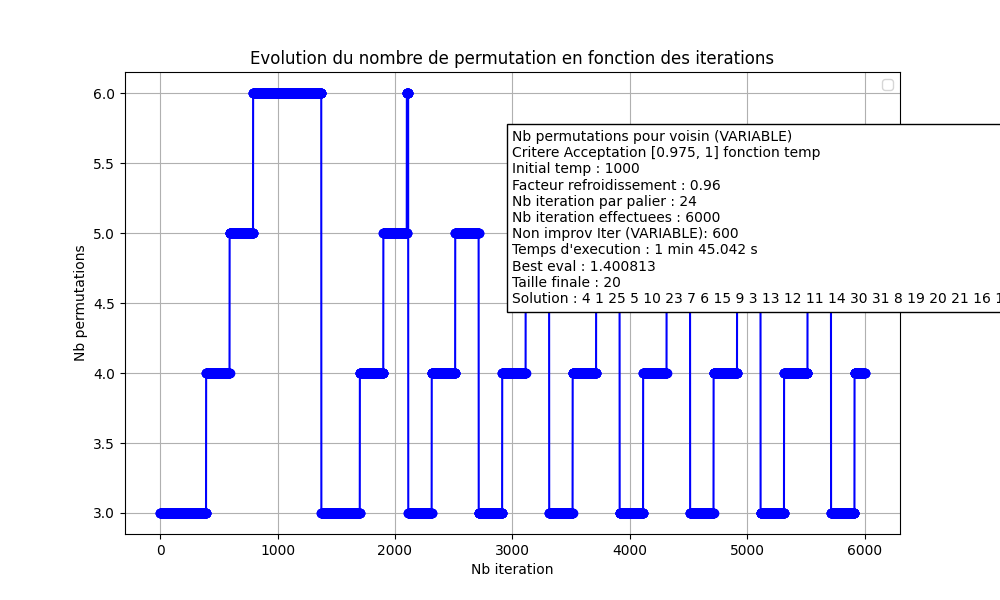 Evolution du nombre de permutation en fonction des iterations
6.0
5.5
5.0
4.5
4.0
3.5
3.0
Nb permutations
Nb permutations pour voisin (VARIABLE)
Critere Acceptation [0.975, 1] fonction temp
Initial temp : 1000
Facteur refroidissement : 0.96
Nb iteration par palier : 24
Nb iteration effectuees : 6000
Non improv Iter (VARIABLE): 600
Temps d'execution : 1 min 45.042 s
Best eval : 1.400813
Taille finale : 20
Solution : 4 1 25 5 10 23 7 6 15 9 3 13 12 11 14 30 31 8 19 20 21 16 1
0 1000 2000 3000 4000 5000 6000
Nb iteration